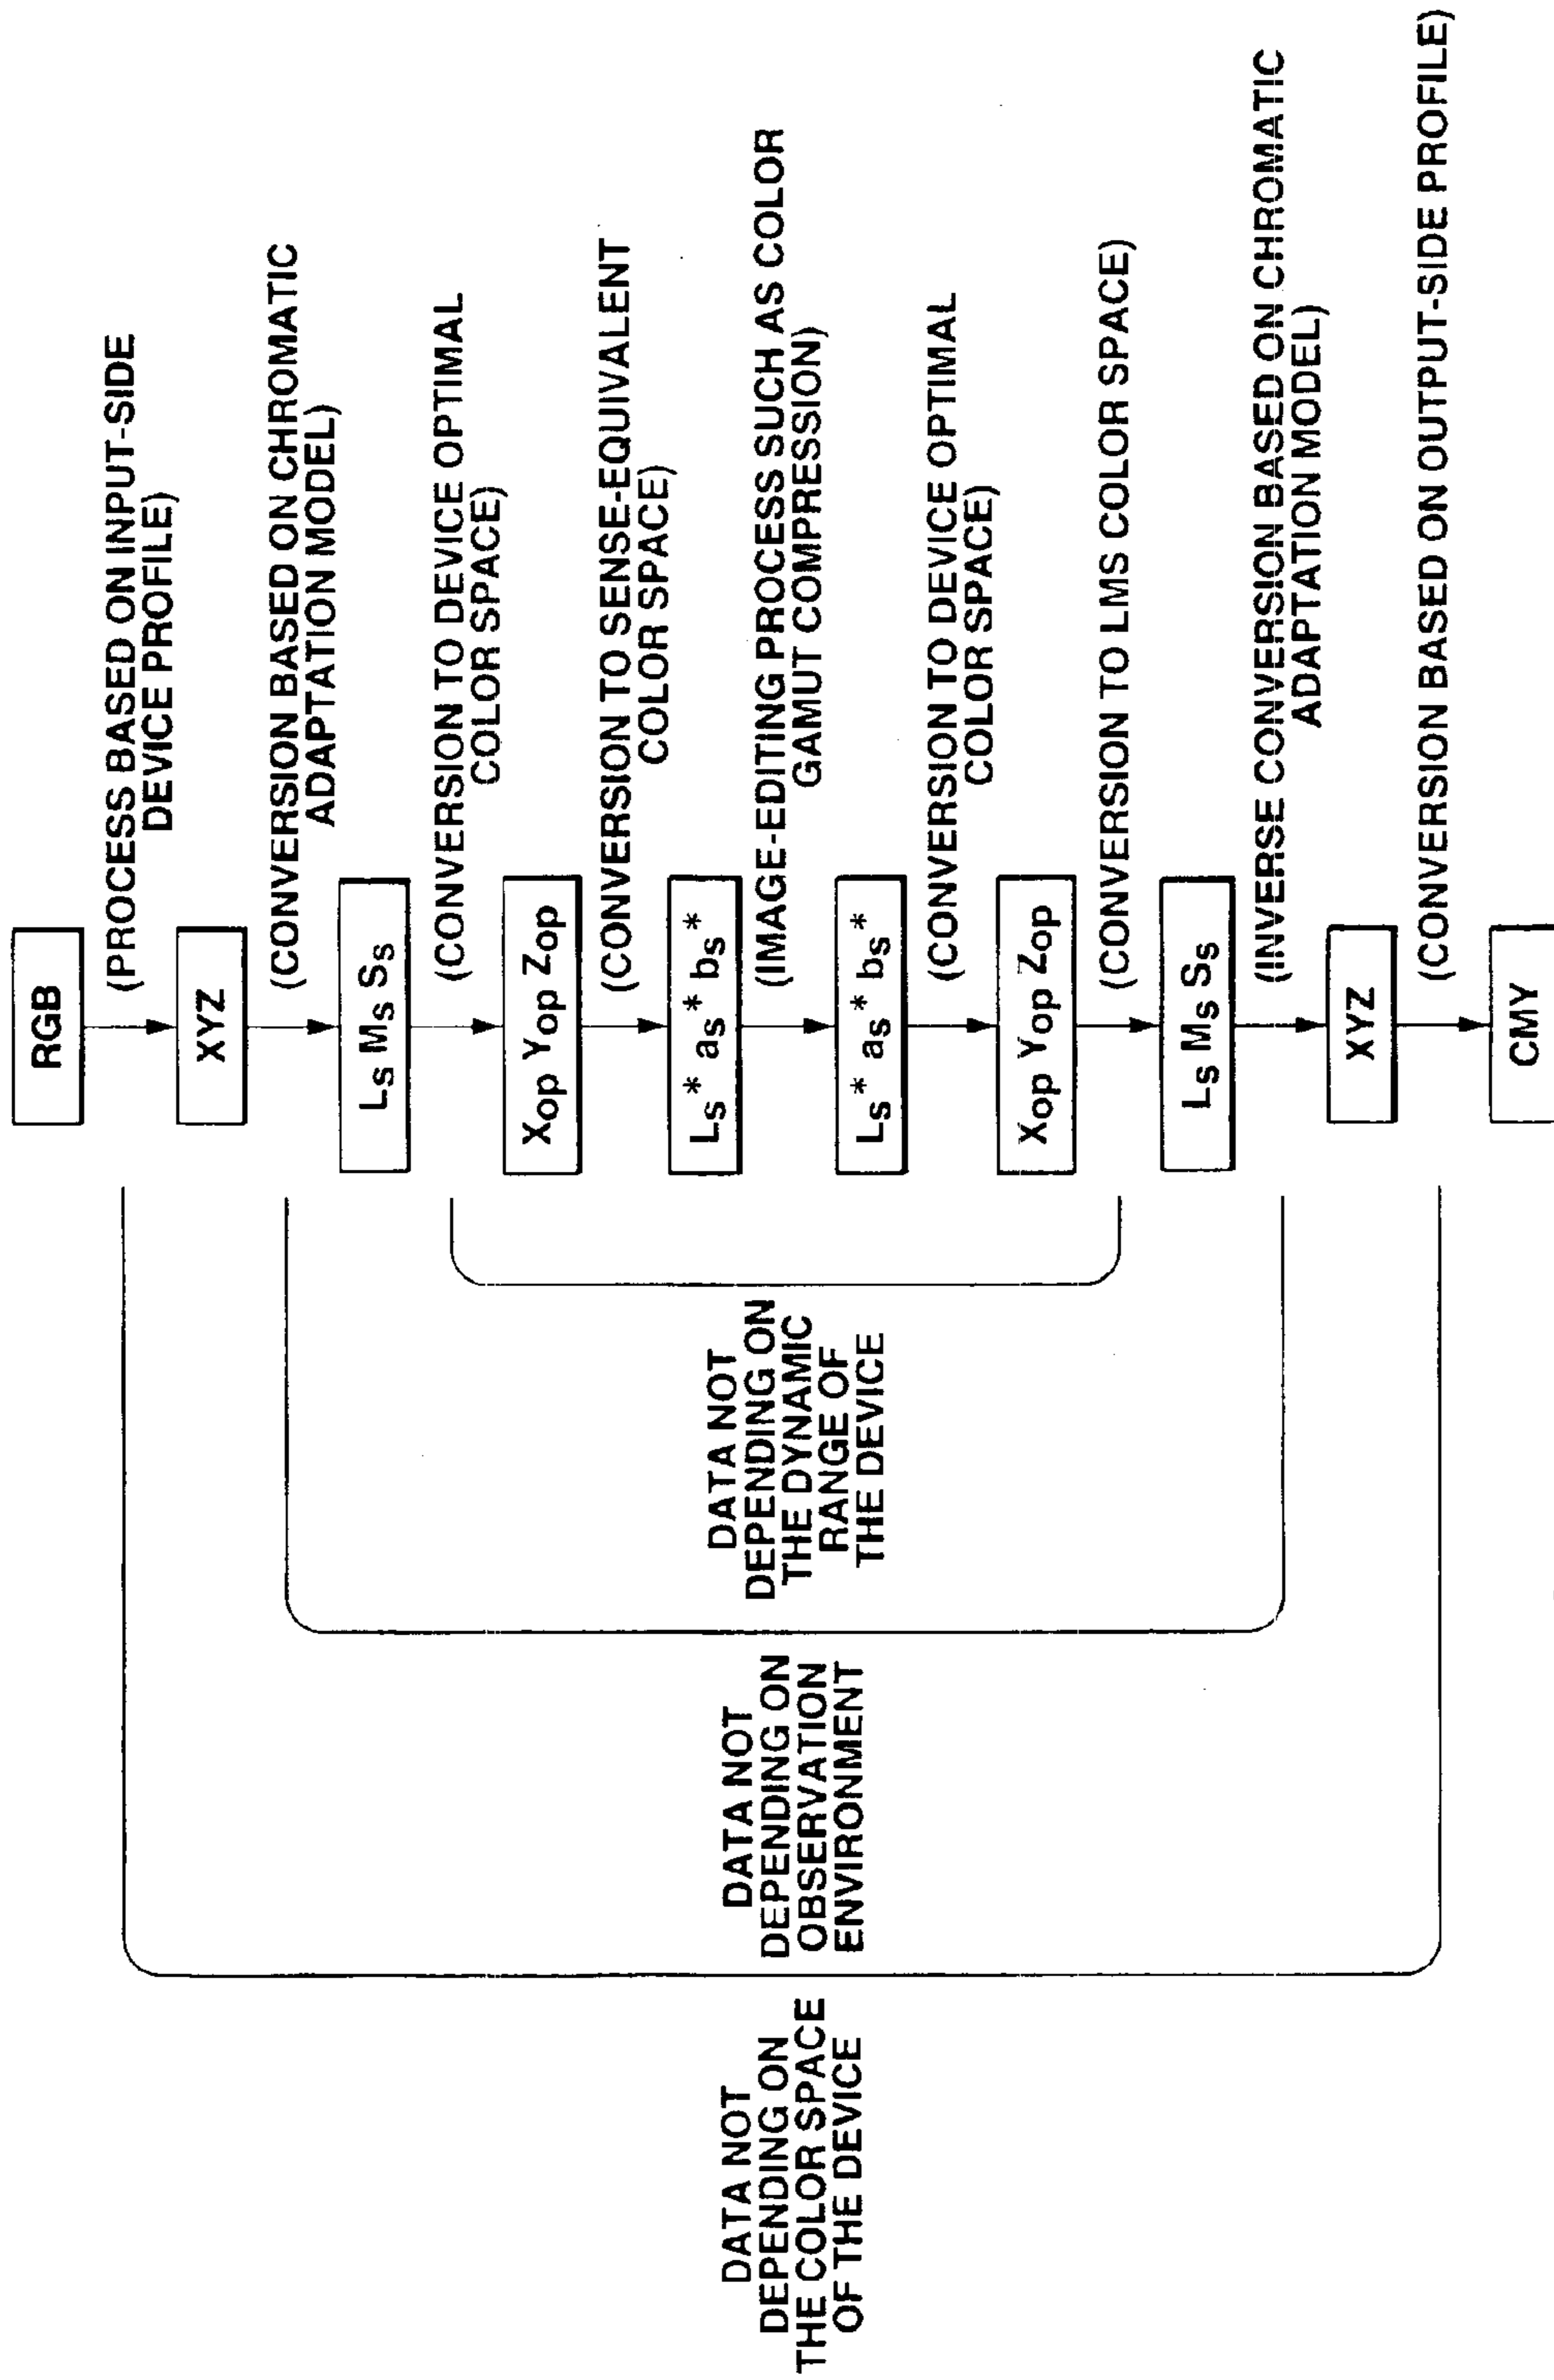 RGB
(PROCESS BASED ON INPUT-SIDE
DEVICE PROFILE)
XYZ
(CONVERSION BASED ON CHROMATIC
ADAPTATION MODEL)
Ls Ms Ss
(CONVERSION TO DEVICE OPTIMAL
COLOR SPACE)
Xop Yop Zop
(CONVERSION TO SENSE-EQUIVALENT
COLOR SPACE)
Ls* as* bs*
(IMAGE-EDITING PROCESS SUCH AS COLOR
GAMUT COMPRESSION)
Ls* as* bs*
(CONVERSION TO DEVICE OPTIMAL
COLOR SPACE)
Xop Yop Zop
(CONVERSION TO LMS COLOR SPACE)
Ls Ms Ss
(INVERSE CONVERSION BASED ON CHROMATIC
ADAPTATION MODEL)
XYZ
(CONVERSION BASED ON OUTPUT-SIDE PROFILE)
CMY
DATA NOT
DEPENDING ON
THE DYNAMIC
RANGE OF
THE DEVICE
DATA NOT
DEPENDING ON
OBSERVATION
ENVIRONMENT
DATA NOT
DEPENDING ON
THE COLOR SPACE
OF THE DEVICE